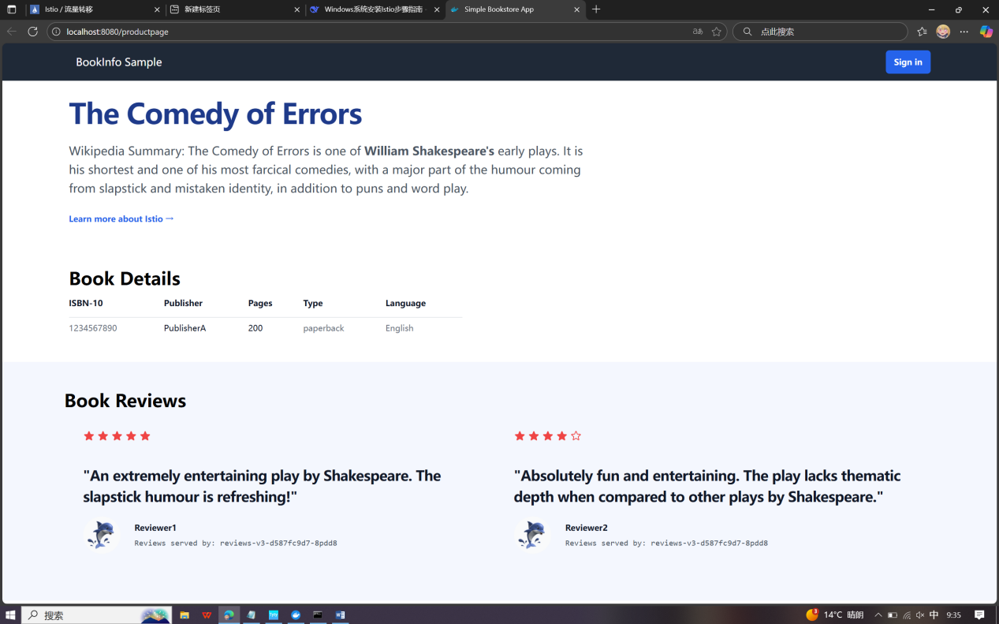 Istio / 流量转移
新建标签页
Windows系统安装Istio步骤指南
Simple Bookstore App
localhost:8080/productpage
点此搜索
BookInfo Sample
Sign in
The Comedy of Errors
Wikipedia Summary: The Comedy of Errors is one of William Shakespeare's early plays. It is
his shortest and one of his most farcical comedies, with a major part of the humour coming
from slapstick and mistaken identity, in addition to puns and word play.
Learn more about Istio →
Book Details
ISBN-10 Publisher Pages Type Language
1234567890 PublisherA 200 paperback English
Book Reviews
"An extremely entertaining play by Shakespeare. The
slapstick humour is refreshing!"
Reviewer1
Reviews served by: reviews-v3-d587fc9d7-8pdd8
"Absolutely fun and entertaining. The play lacks thematic
depth when compared to other plays by Shakespeare."
Reviewer2
Reviews served by: reviews-v3-d587fc9d7-8pdd8
搜索
3
14°C 晴朗
中
9:35